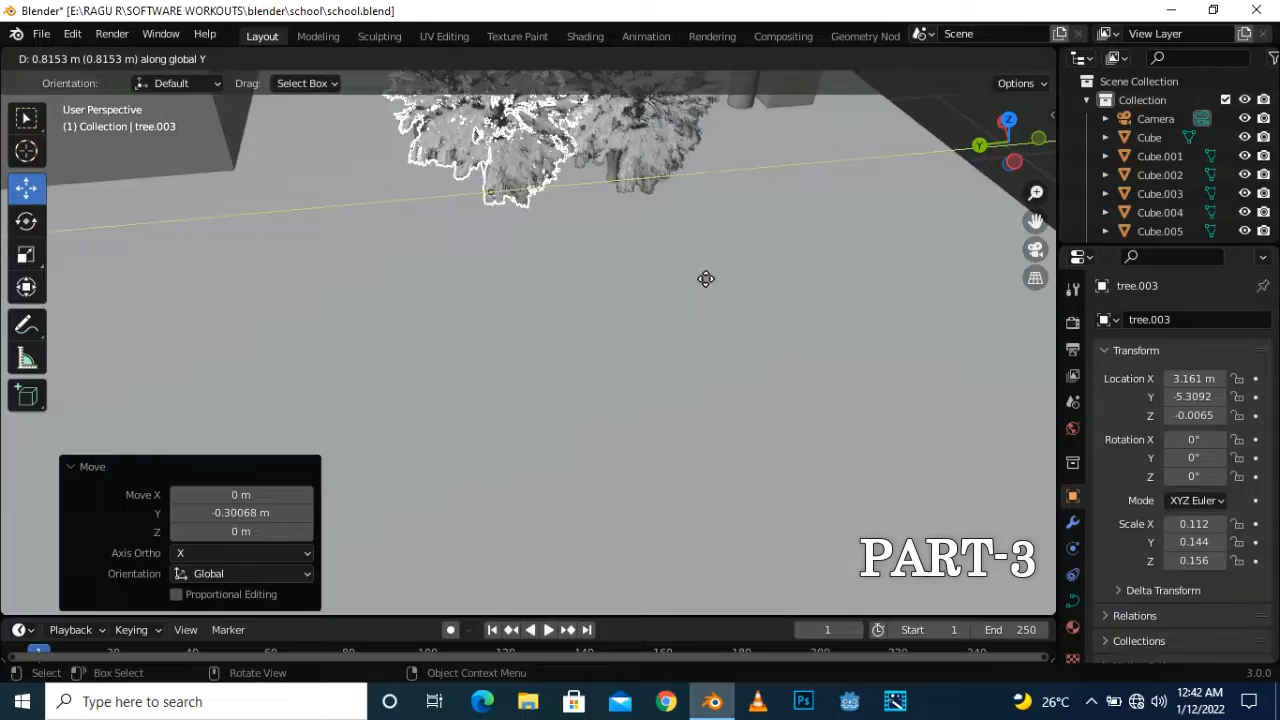 Blender* [E:\RAGU R\SOFTWARE WORKOUTS\blender\school\school.blend]
File Edit Render Window Help Layout Modeling Sculpting UV Editing Texture Paint Shading Animation Rendering Compositing Geometry Nod Scene View Layer
D: 0.8153 m (0.8153 m) along global Y
Orientation: Default Drag: Select Box Options
User Perspective
(1) Collection | tree.003
Z
Y
Scene Collection
Collection
Camera
Cube
Cube.001
Cube.002
Cube.003
Cube.004
Cube.005
tree.003
tree.003
Transform
Location X 3.161 m
Y -5.3092
Z -0.0065
Rotation X 0°
Y 0°
Z 0°
Mode XYZ Euler
Scale X 0.112
Y 0.144
Z 0.156
Delta Transform
Relations
Collections
Move
Move X 0 m
Y -0.30068 m
Z 0 m
Axis Ortho X
Orientation Global
Proportional Editing
PART-3
Playback Keying View Marker 1 Start 1 End 250
Select Box Select Rotate View Object Context Menu 3.0.0
Type here to search
Ps
26°C
12:42 AM
1/12/2022